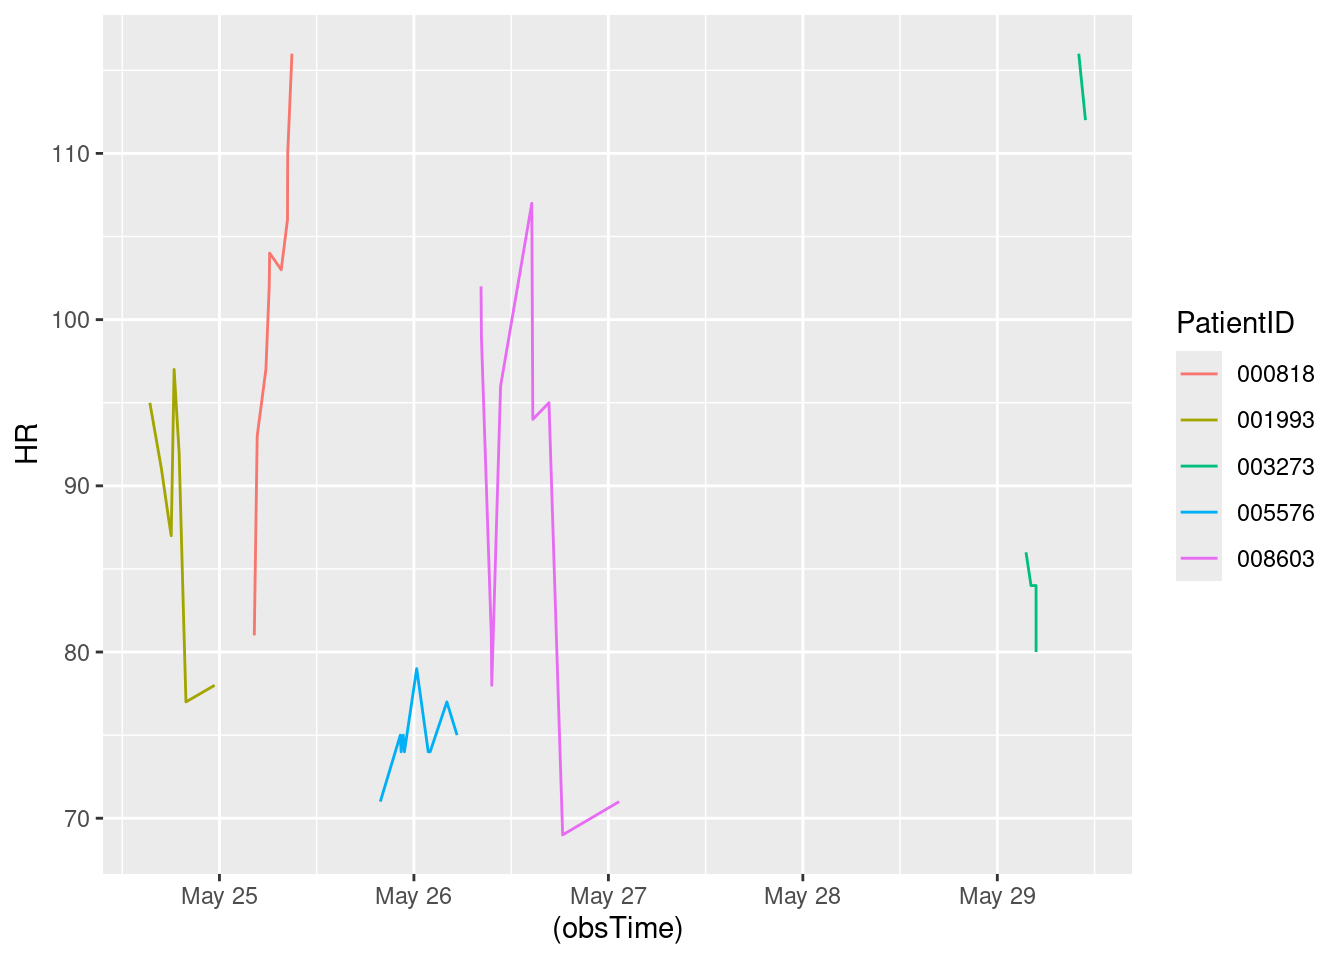 110
100
90
80
70
HR
May 25
May 26
May 27
May 28
May 29
(obsTime)
PatientID
000818
001993
003273
005576
008603